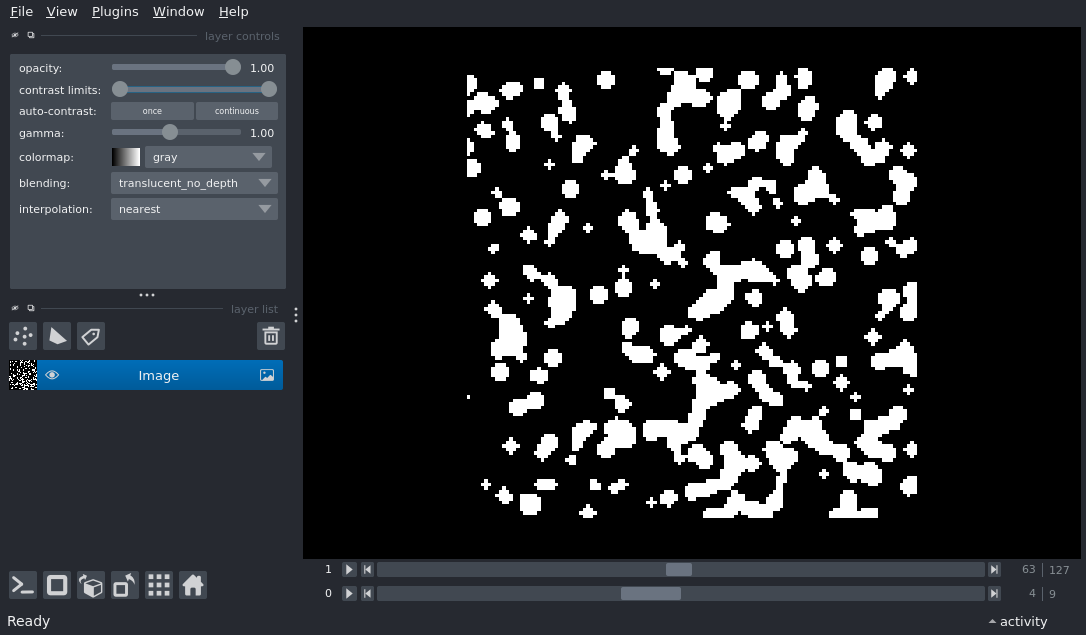 File View Plugins Window Help
layer controls
opacity: 1.00
contrast limits:
auto-contrast: once continuous
gamma: 1.00
colormap: gray
blending: translucent_no_depth
interpolation: nearest
layer list
Image
1 63 127
0 4 9
Ready activity